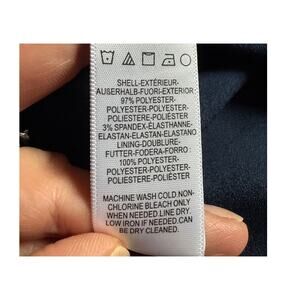 SHELL-EXTÉRIEUR-
AUßERHALB-FUORI-EXTERIOR
97% POLYESTER-
POLYESTER-POLYESTER-
POLIESTERE-POLIÉSTER
3% SPANDEX-ÉLASTHANNE-
ELASTAN-ELASTAN-ELASTANO
LINING-DOUBLURE-
FUTTER-FODERA-FORRO :
100% POLYESTER-
POLYESTER-POLYESTER-
POLIESTERE-POLIÉSTER
MACHINE WASH COLD.NON-
CHLORINE BLEACH ONLY
WHEN NEEDED.LINE DRY.
LOW IRON IF NEEDED. CAN
BE DRY CLEANED.